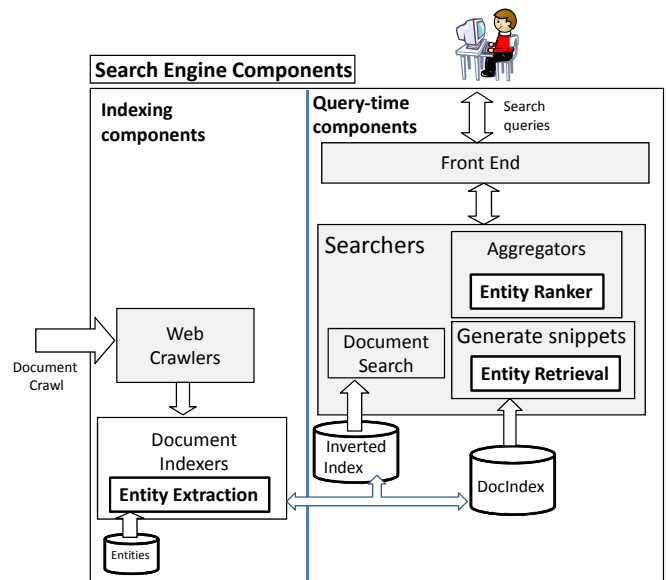 Search Engine Components
Indexing
components
Query-time
components
Search
queries
Front End
Searchers
Aggregators
Entity Ranker
Document
Search
Generate snippets
Entity Retrieval
Web
Crawlers
Document
Crawl
Document
Indexers
Entity Extraction
Entities
Inverted
Index
DocIndex